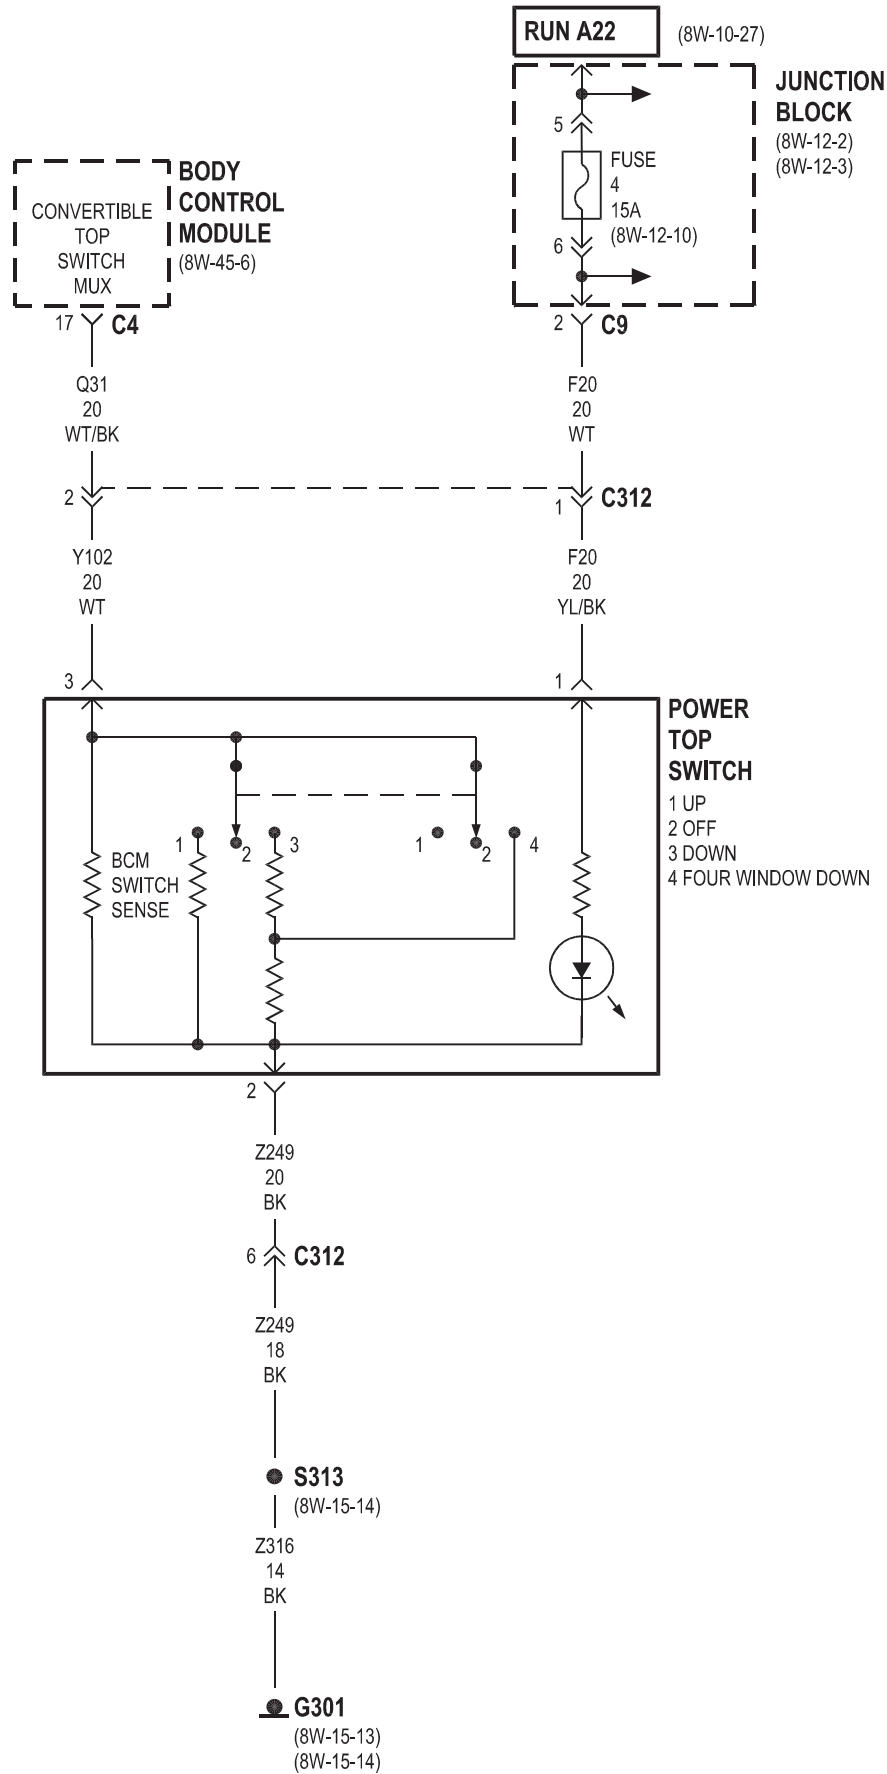 RUN A22
(8W-10-27)
JUNCTION
BLOCK
(8W-12-2)
(8W-12-3)
5
FUSE
4
15A
(8W-12-10)
6
BODY
CONTROL
MODULE
(8W-45-6)
CONVERTIBLE
TOP
SWITCH
MUX
17
C4
2
C9
Q31
20
WT/BK
F20
20
WT
2
1
C312
Y102
20
WT
F20
20
YL/BK
3
1
POWER
TOP
SWITCH
1 UP
2 OFF
3 DOWN
4 FOUR WINDOW DOWN
1
2
3
1
2
4
BCM
SWITCH
SENSE
2
Z249
20
BK
6
C312
Z249
18
BK
S313
(8W-15-14)
Z316
14
BK
G301
(8W-15-13)
(8W-15-14)